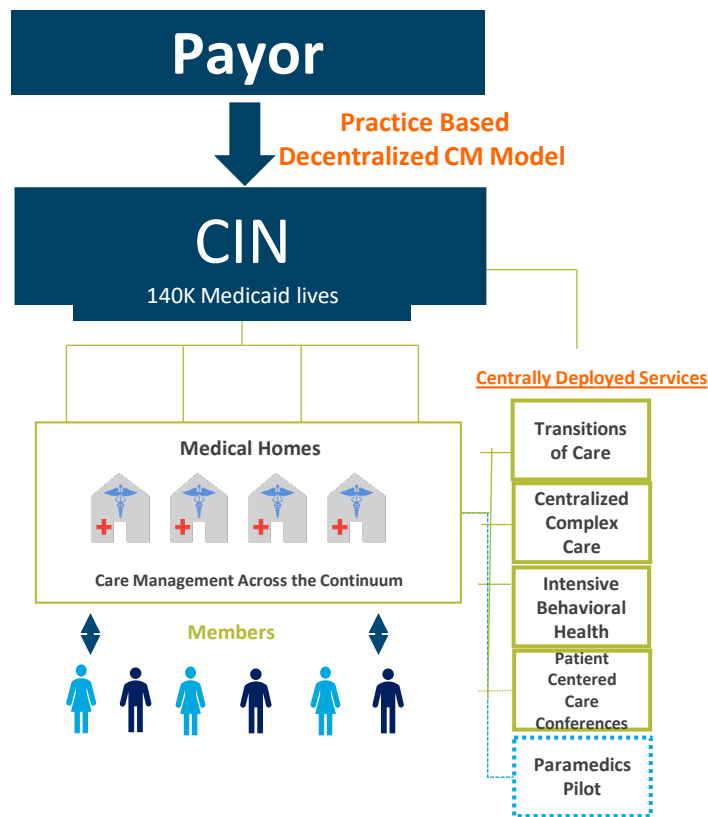 Payor
Practice Based
Decentralized CM Model
CIN
140K Medicaid lives
Centrally Deployed Services
Medical Homes
Care Management Across the Continuum
Members
Transitions
of Care
Centralized
Complex
Care
Intensive
Behavioral
Health
Patient
Centered
Care
Conferences
Paramedics
Pilot